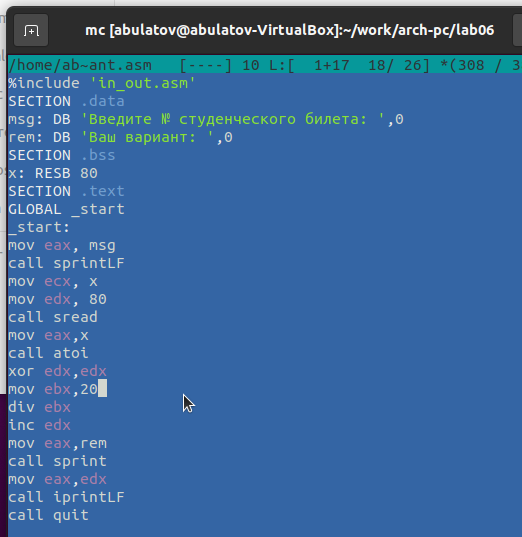 mc [abulatov@abulatov-VirtualBox]:~/work/arch-pc/lab06
/home/ab~ant.asm [----] 10 L:[ 1+17 18/ 26] *(308 / 3
%include 'in_out.asm'
SECTION .data
msg: DB 'Введите № студенческого билета: ',0
rem: DB 'Ваш вариант: ',0
SECTION .bss
x: RESB 80
SECTION .text
GLOBAL _start
_start:
mov eax, msg
call sprintLF
mov ecx, x
mov edx, 80
call sread
mov eax,x
call atoi
xor edx,edx
mov ebx,20
div ebx
inc edx
mov eax,rem
call sprint
mov eax,edx
call iprintLF
call quit